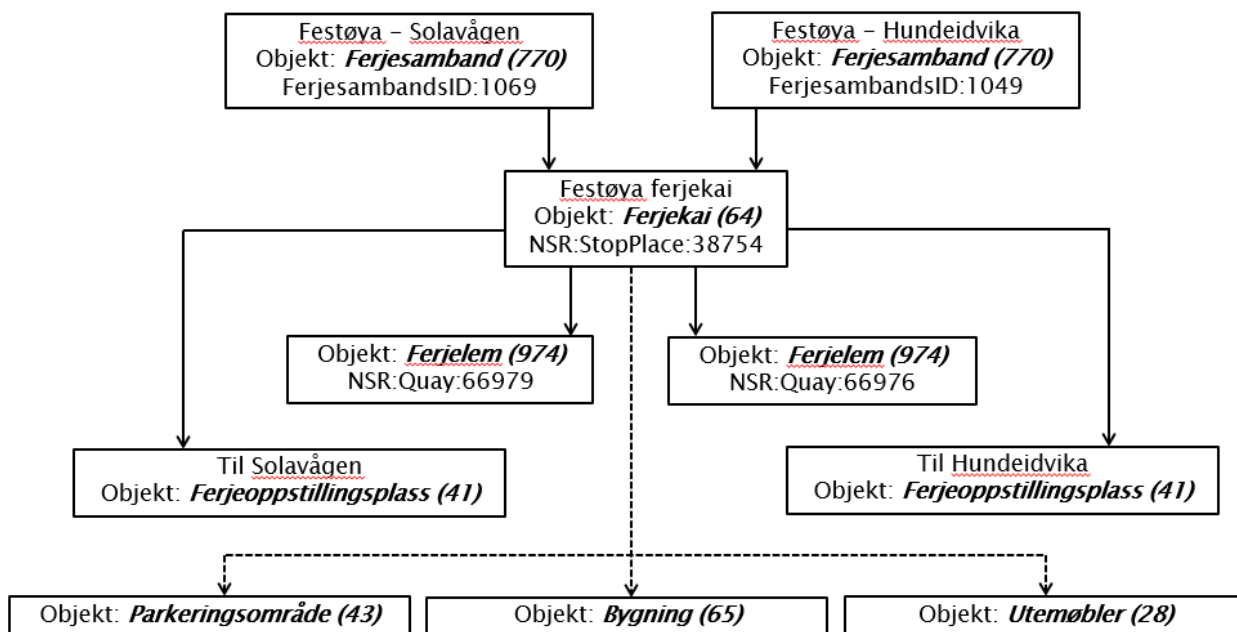 Festøya – Solavågen
Objekt: Ferjesamband (770)
FerjesambandsID:1069
Festøya – Hundeidvika
Objekt: Ferjesamband (770)
FerjesambandsID:1049
Festøya ferjekai
Objekt: Ferjekai (64)
NSR:StopPlace:38754
Objekt: Ferjelem (974)
NSR:Quay:66979
Objekt: Ferjelem (974)
NSR:Quay:66976
Til Solavågen
Objekt: Ferjeoppstillingsplass (41)
Til Hundeidvika
Objekt: Ferjeoppstillingsplass (41)
Objekt: Parkeringsområde (43)
Objekt: Bygning (65)
Objekt: Utemøbler (28)